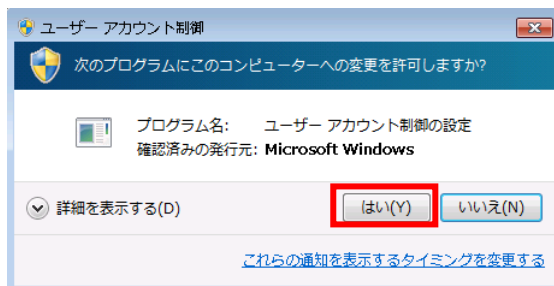 ユーザー アカウント制御
次のプログラムにこのコンピューターへの変更を許可しますか?
プログラム名: ユーザー アカウント制御の設定
確認済みの発行元: Microsoft Windows
詳細を表示する(D) はい(Y) いいえ(N)
これらの通知を表示するタイミングを変更する